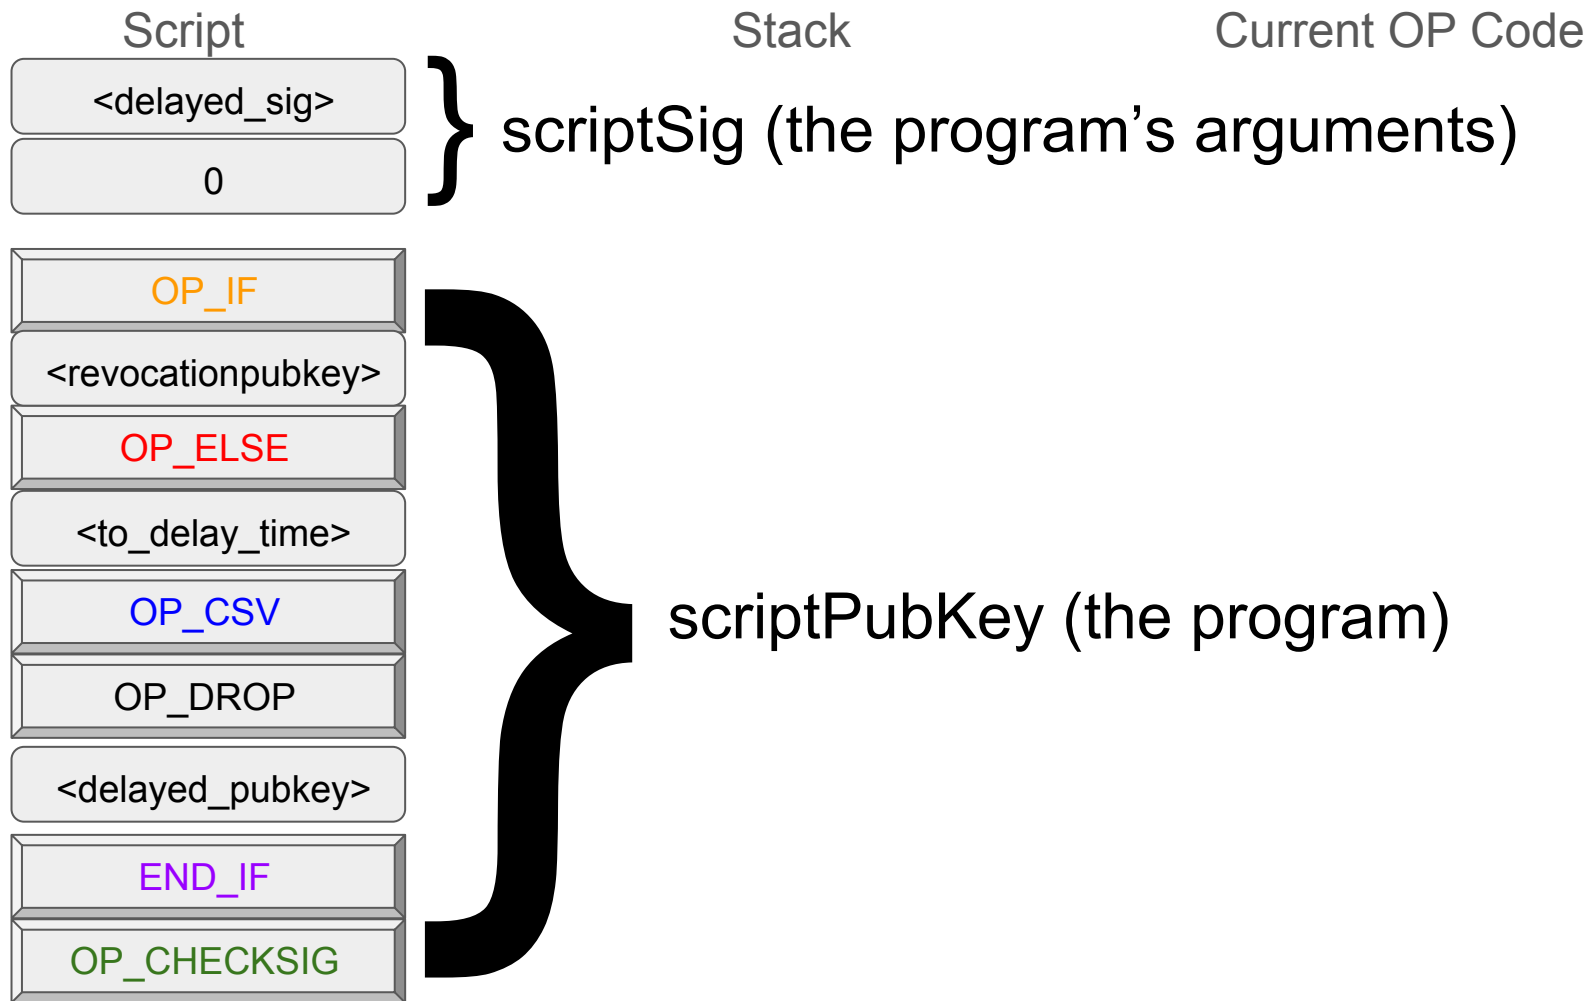 Script
Stack
Current OP Code
<delayed_sig>
scriptSig (the program’s arguments)
0
OP_IF
<revocationpubkey>
OP_ELSE
<to_delay_time>
OP_CSV
scriptPubKey (the program)
OP_DROP
<delayed_pubkey>
END_IF
OP_CHECKSIG